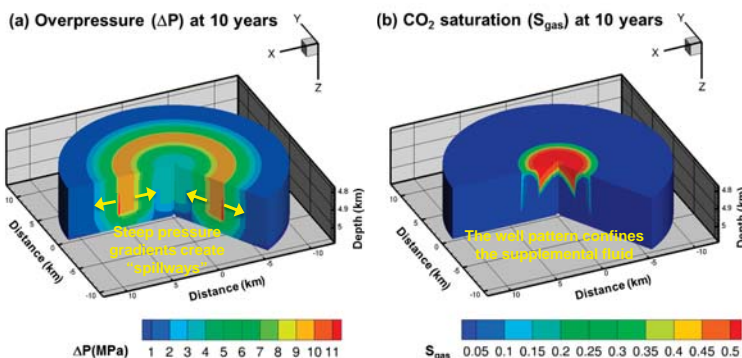 (a) Overpressure (ΔP) at 10 years
(b) CO₂ saturation (S_gas) at 10 years
Y
X
Z
Y
X
Z
Steep pressure
gradients create
"spillways"
The well pattern confines
the supplemental fluid
4.8
4.9
5
Depth (km)
4.8
4.9
5
Depth (km)
10
5
0
-5
-10
Distance (km)
10
5
0
-5
-10
Distance (km)
10
5
0
-5
-10
Distance (km)
10
5
0
-5
-10
Distance (km)
ΔP(MPa)
1 2 3 4 5 6 7 8 9 10 11
S_gas
0.05 0.1 0.15 0.2 0.25 0.3 0.35 0.4 0.45 0.5